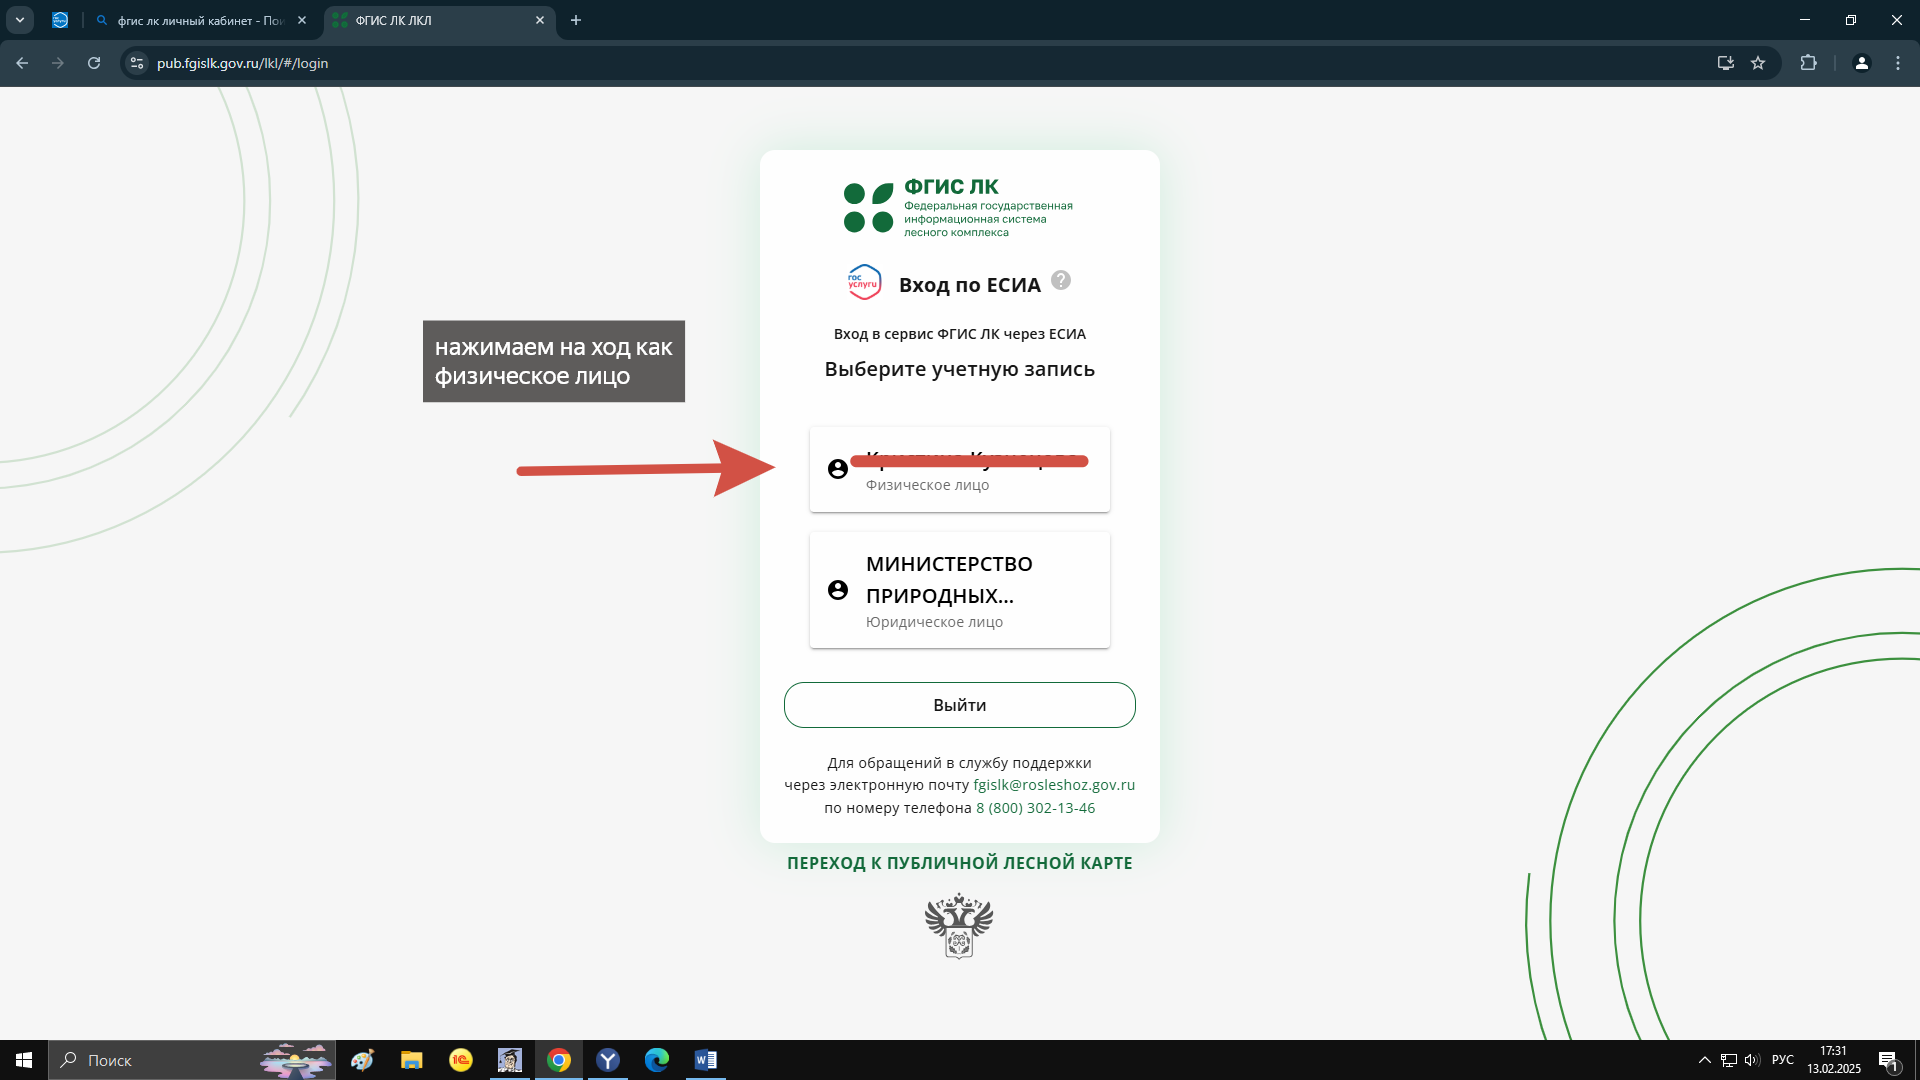 фгис лк личный кабинет - Пои
ФГИС ЛК ЛКЛ
pub.fgislk.gov.ru/lkl/#/login
ФГИС ЛК
Федеральная государственная
информационная система
лесного комплекса
гос
услуги
Вход по ЕСИА
?
Вход в сервис ФГИС ЛК через ЕСИА
Выберите учетную запись
нажимаем на ход как
физическое лицо
Физическое лицо
МИНИСТЕРСТВО
ПРИРОДНЫХ...
Юридическое лицо
Выйти
Для обращений в службу поддержки
через электронную почту fgislk@rosleshoz.gov.ru
по номеру телефона 8 (800) 302-13-46
ПЕРЕХОД К ПУБЛИЧНОЙ ЛЕСНОЙ КАРТЕ
Поиск
РУС
17:31
13.02.2025
1